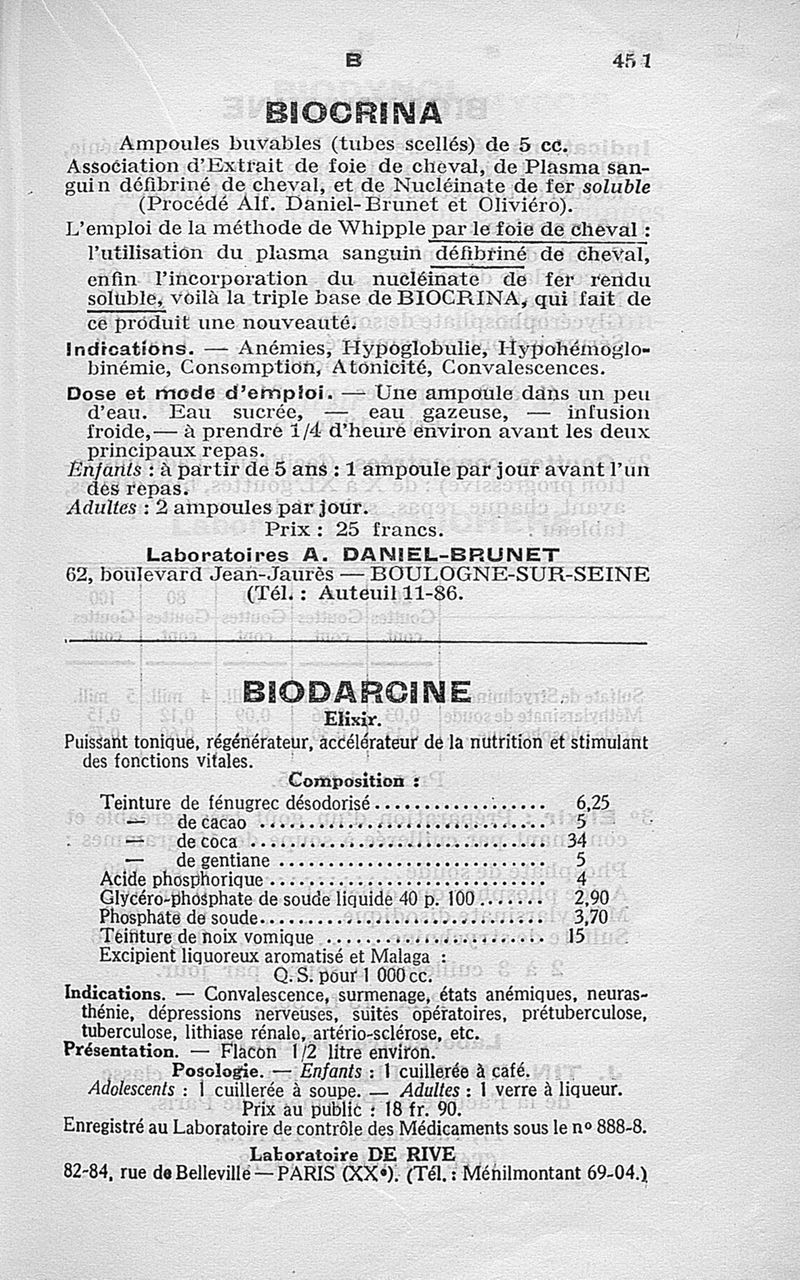 B 451
BIOCRINA
Ampoules buvables (tubes scellés) de 5 cc.
Association d'Extrait de foie de cheval, de Plasma san-
guin défibriné de cheval, et de Nucléinate de fer soluble
(Procédé Alf. Daniel-Brunet et Oliviéro).
L'emploi de la méthode de Whipple par le foie de cheval :
l'utilisation du plasma sanguin défibriné de cheval,
enfin l'incorporation du nucléinate de fer rendu
soluble, voilà la triple base de BIOCRINA, qui fait de
ce produit une nouveauté.
Indications. — Anémies, Hypoglobulie, Hypohémoglo-
binémie, Consomption, Atonicité, Convalescences.
Dose et mode d'emploi. — Une ampoule dans un peu
d'eau. Eau sucrée, — eau gazeuse, — infusion
froide,— à prendre 1/4 d'heure environ avant les deux
principaux repas.
Enfants : à partir de 5 ans : 1 ampoule par jour avant l'un
des repas.
Adultes : 2 ampoules par jour.
Prix : 25 francs.
Laboratoires A. DANIEL-BRUNET
62, boulevard Jean-Jaurès — BOULOGNE-SUR-SEINE
(Tél. : Auteuil 11-86.
BIODARCINE
Elixir.
Puissant tonique, régénérateur, accélérateur de la nutrition et stimulant
des fonctions vitales.
Composition :
Teinture de fénugrec désodorisé.................. 6,25
— de cacao ........................... 5
— de coca ............................ 34
— de gentiane ......................... 5
Acide phosphorique .......................... 4
Glycéro-phosphate de soude liquide 40 p. 100 ....... 2,90
Phosphate de soude........................... 3,70
Teinture de noix vomique ..................... 15
Excipient liquoreux aromatisé et Malaga :
Q. S. pour 1 000 cc.
Indications. — Convalescence, surmenage, états anémiques, neuras-
thénie, dépressions nerveuses, suites opératoires, prétuberculose,
tuberculose, lithiase rénale, artério-sclérose, etc.
Présentation. — Flacon 1/2 litre environ.
Posologie. — Enfants : 1 cuillerée à café.
Adolescents : 1 cuillerée à soupe. — Adultes : 1 verre à liqueur.
Prix au public : 18 fr. 90.
Enregistré au Laboratoire de contrôle des Médicaments sous le nº 888-8.
Laboratoire DE RIVE
82-84, rue de Belleville — PARIS (XXe). (Tél. : Ménilmontant 69-04.)